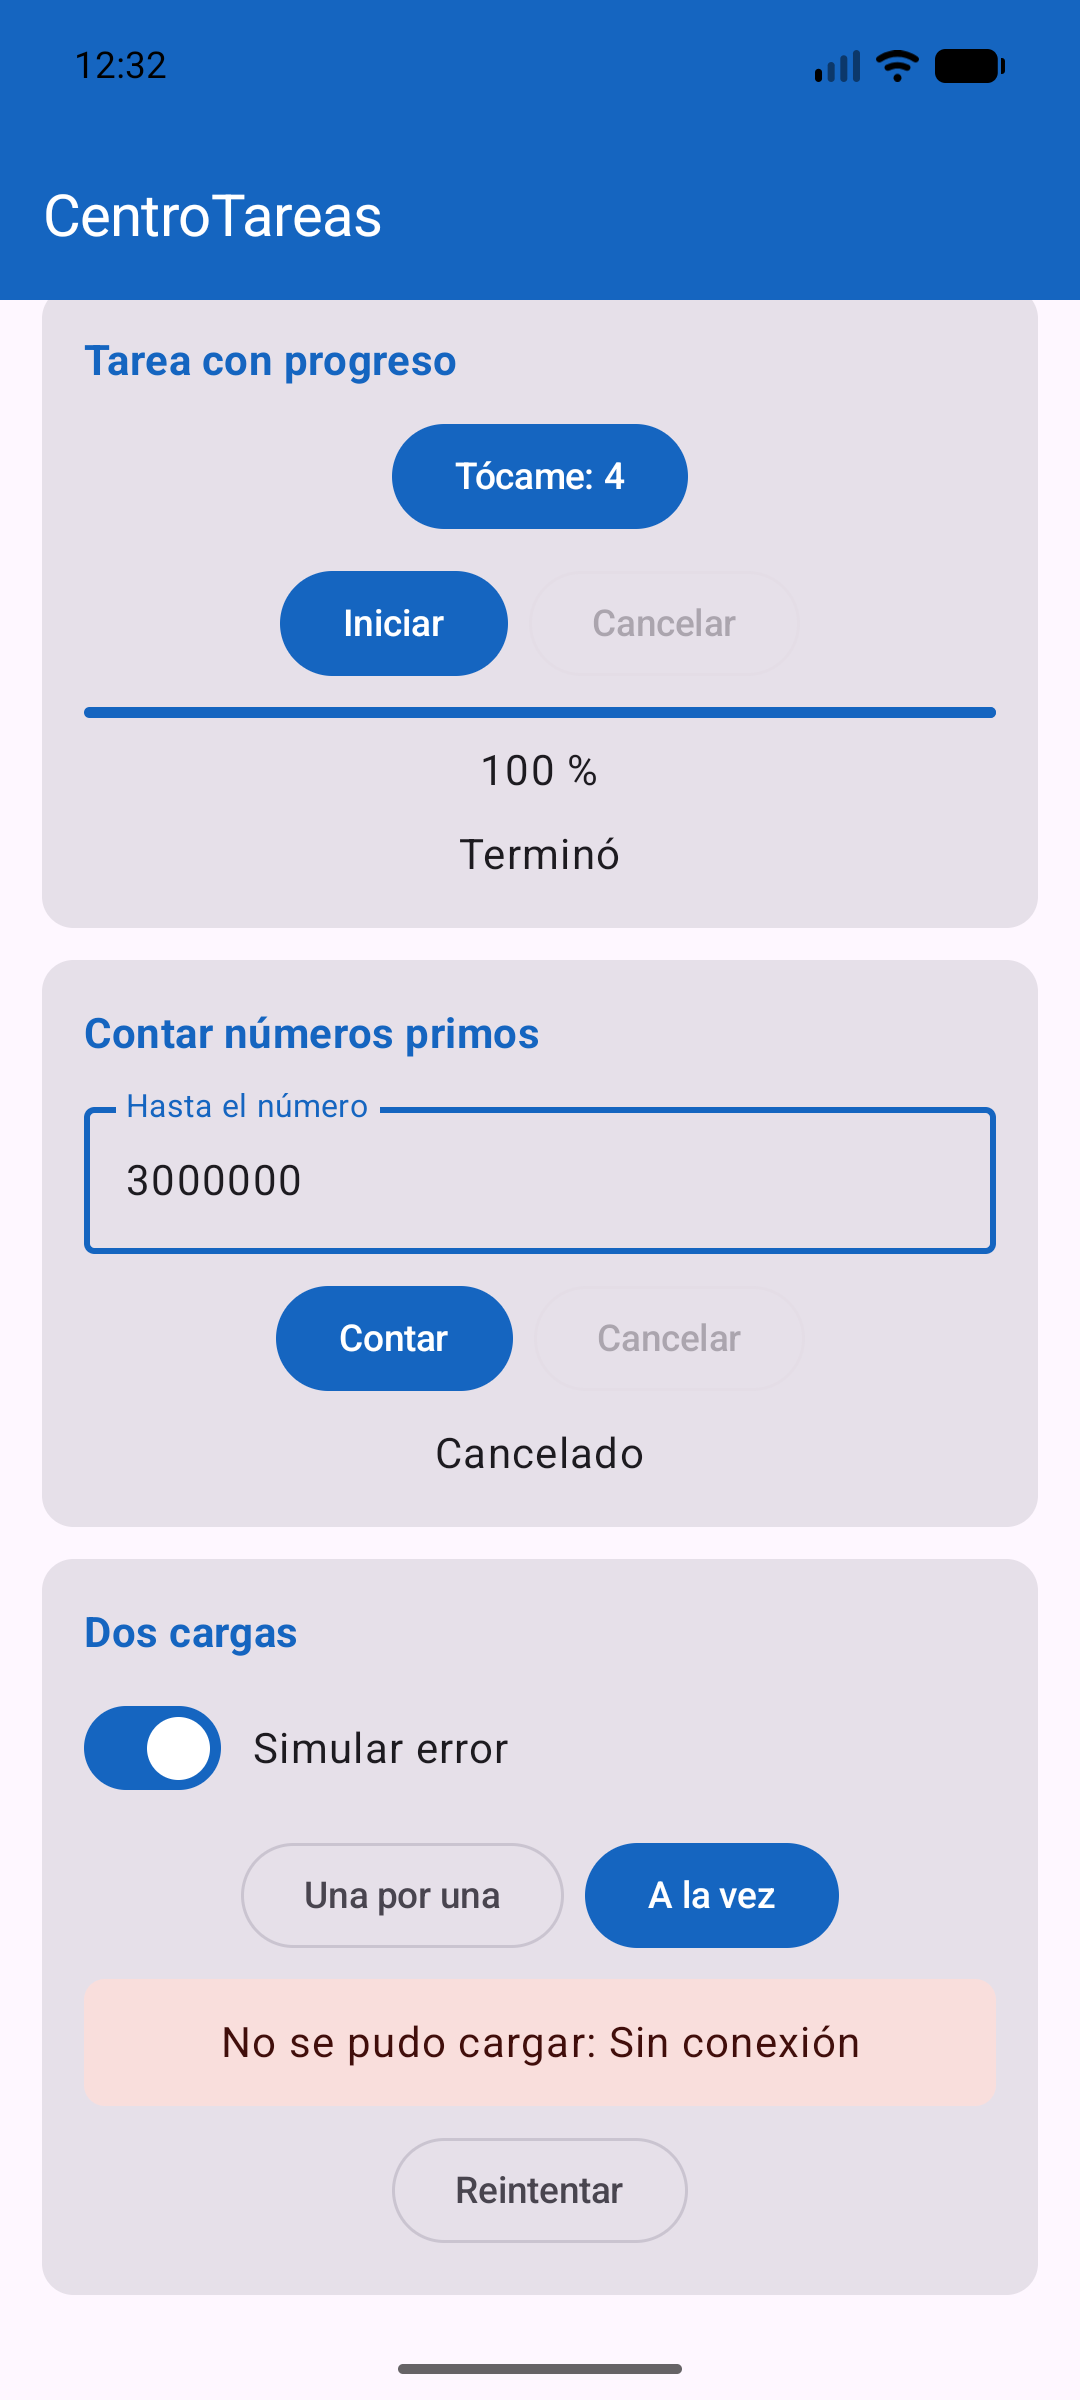 12:32
CentroTareas
Tarea con progreso
Tócame: 4
Iniciar
Cancelar
100 %
Terminó
Contar números primos
Hasta el número
3000000
Contar
Cancelar
Cancelado
Dos cargas
Simular error
Una por una
A la vez
No se pudo cargar: Sin conexión
Reintentar